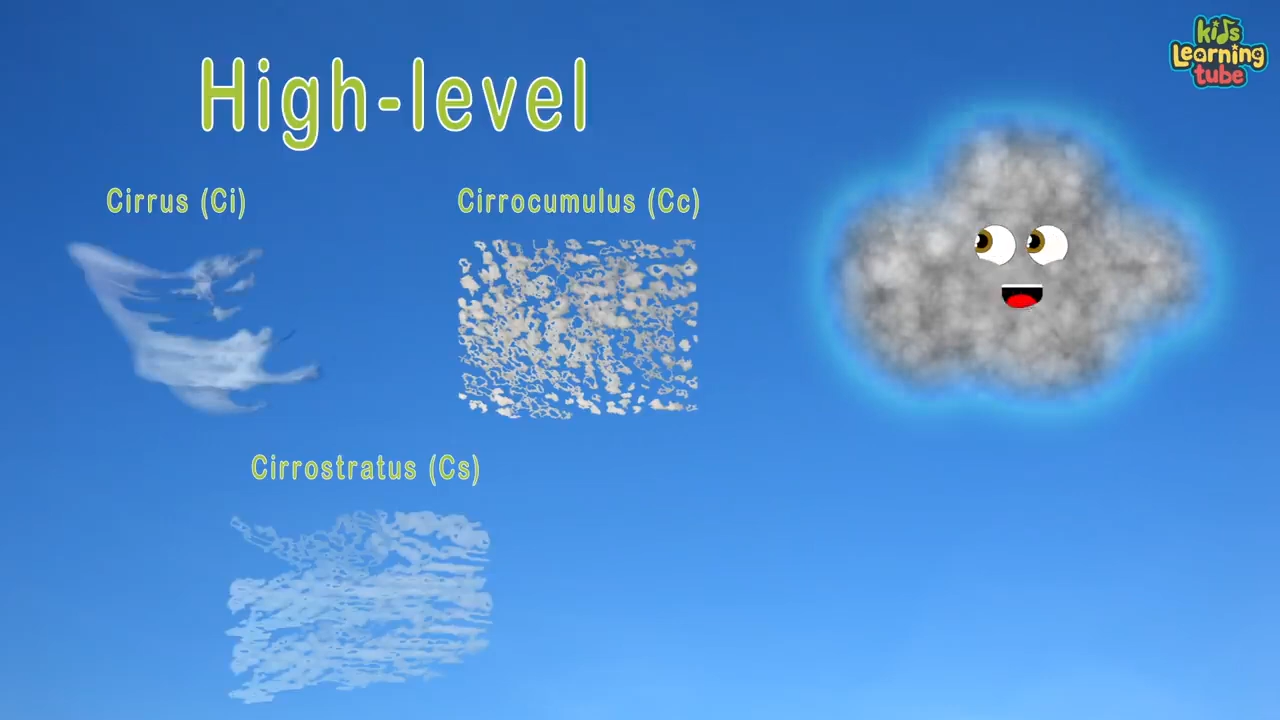 High-level
Cirrus (Ci)
Cirrocumulus (Cc)
Cirrostratus (Cs)
kids
Learning
tube